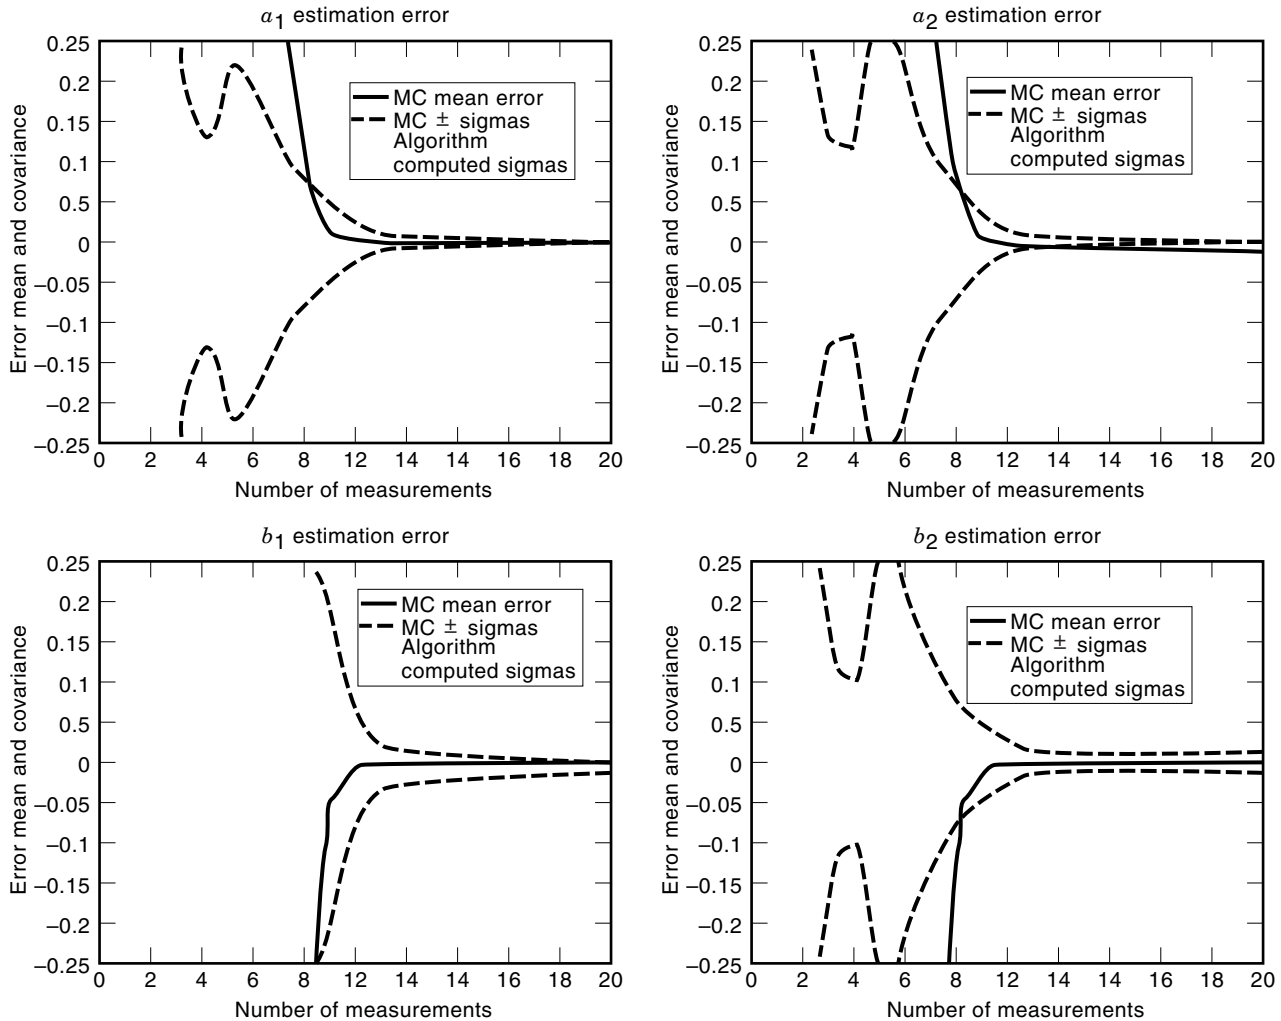 a1 estimation error
0.25
0.2
0.15
0.1
0.5
0
−0.05
−0.1
−0.15
−0.2
−0.25
Error mean and covariance
MC mean error
MC ± sigmas
Algorithm
computed sigmas
0 2 4 6 8 10 12 14 16 18 20
Number of measurements
a2 estimation error
0.25
0.2
0.15
0.1
0.5
0
−0.05
−0.1
−0.15
−0.2
−0.25
Error mean and covariance
MC mean error
MC ± sigmas
Algorithm
computed sigmas
0 2 4 6 8 10 12 14 16 18 20
Number of measurements
b1 estimation error
0.25
0.2
0.15
0.1
0.5
0
−0.05
−0.1
−0.15
−0.2
−0.25
Error mean and covariance
MC mean error
MC ± sigmas
Algorithm
computed sigmas
0 2 4 6 8 10 12 14 16 18 20
Number of measurements
b2 estimation error
0.25
0.2
0.15
0.1
0.5
0
−0.05
−0.1
−0.15
−0.2
−0.25
Error mean and covariance
MC mean error
MC ± sigmas
Algorithm
computed sigmas
0 2 4 6 8 10 12 14 16 18 20
Number of measurements